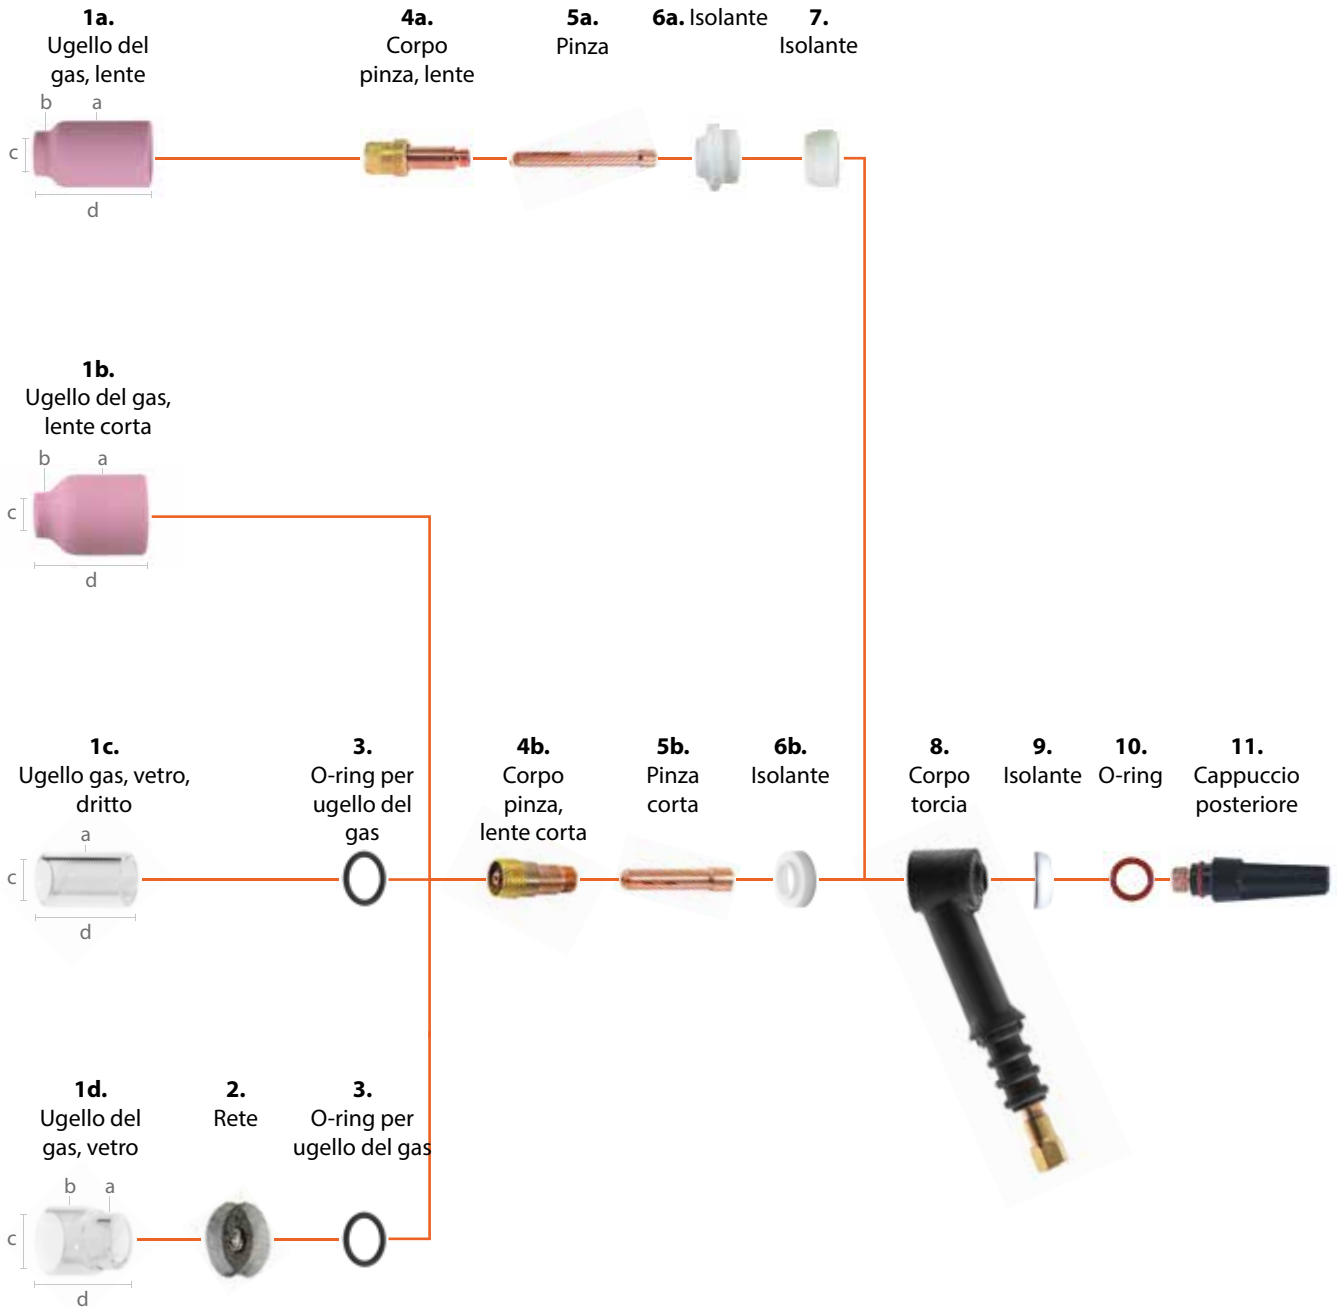 1a.
Ugello del
gas, lente
4a.
Corpo
pinza, lente
5a.
Pinza
6a. Isolante
7.
Isolante
b a
c
d
1b.
Ugello del gas,
lente corta
b a
c
d
1c.
Ugello gas, vetro,
dritto
3.
O-ring per
ugello del
gas
4b.
Corpo
pinza,
lente corta
5b.
Pinza
corta
6b.
Isolante
8.
Corpo
torcia
9.
Isolante
10.
O-ring
11.
Cappuccio
posteriore
a
c
d
1d.
Ugello del
gas, vetro
2.
Rete
3.
O-ring per
ugello del gas
b a
c
d